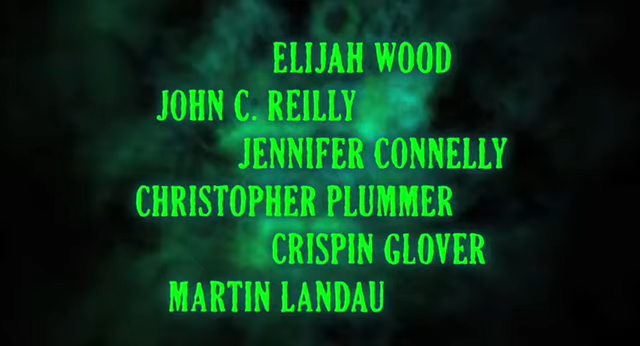 ELIJAH WOOD
JOHN C. REILLY
JENNIFER CONNELLY
CHRISTOPHER PLUMMER
CRISPIN GLOVER
MARTIN LANDAU